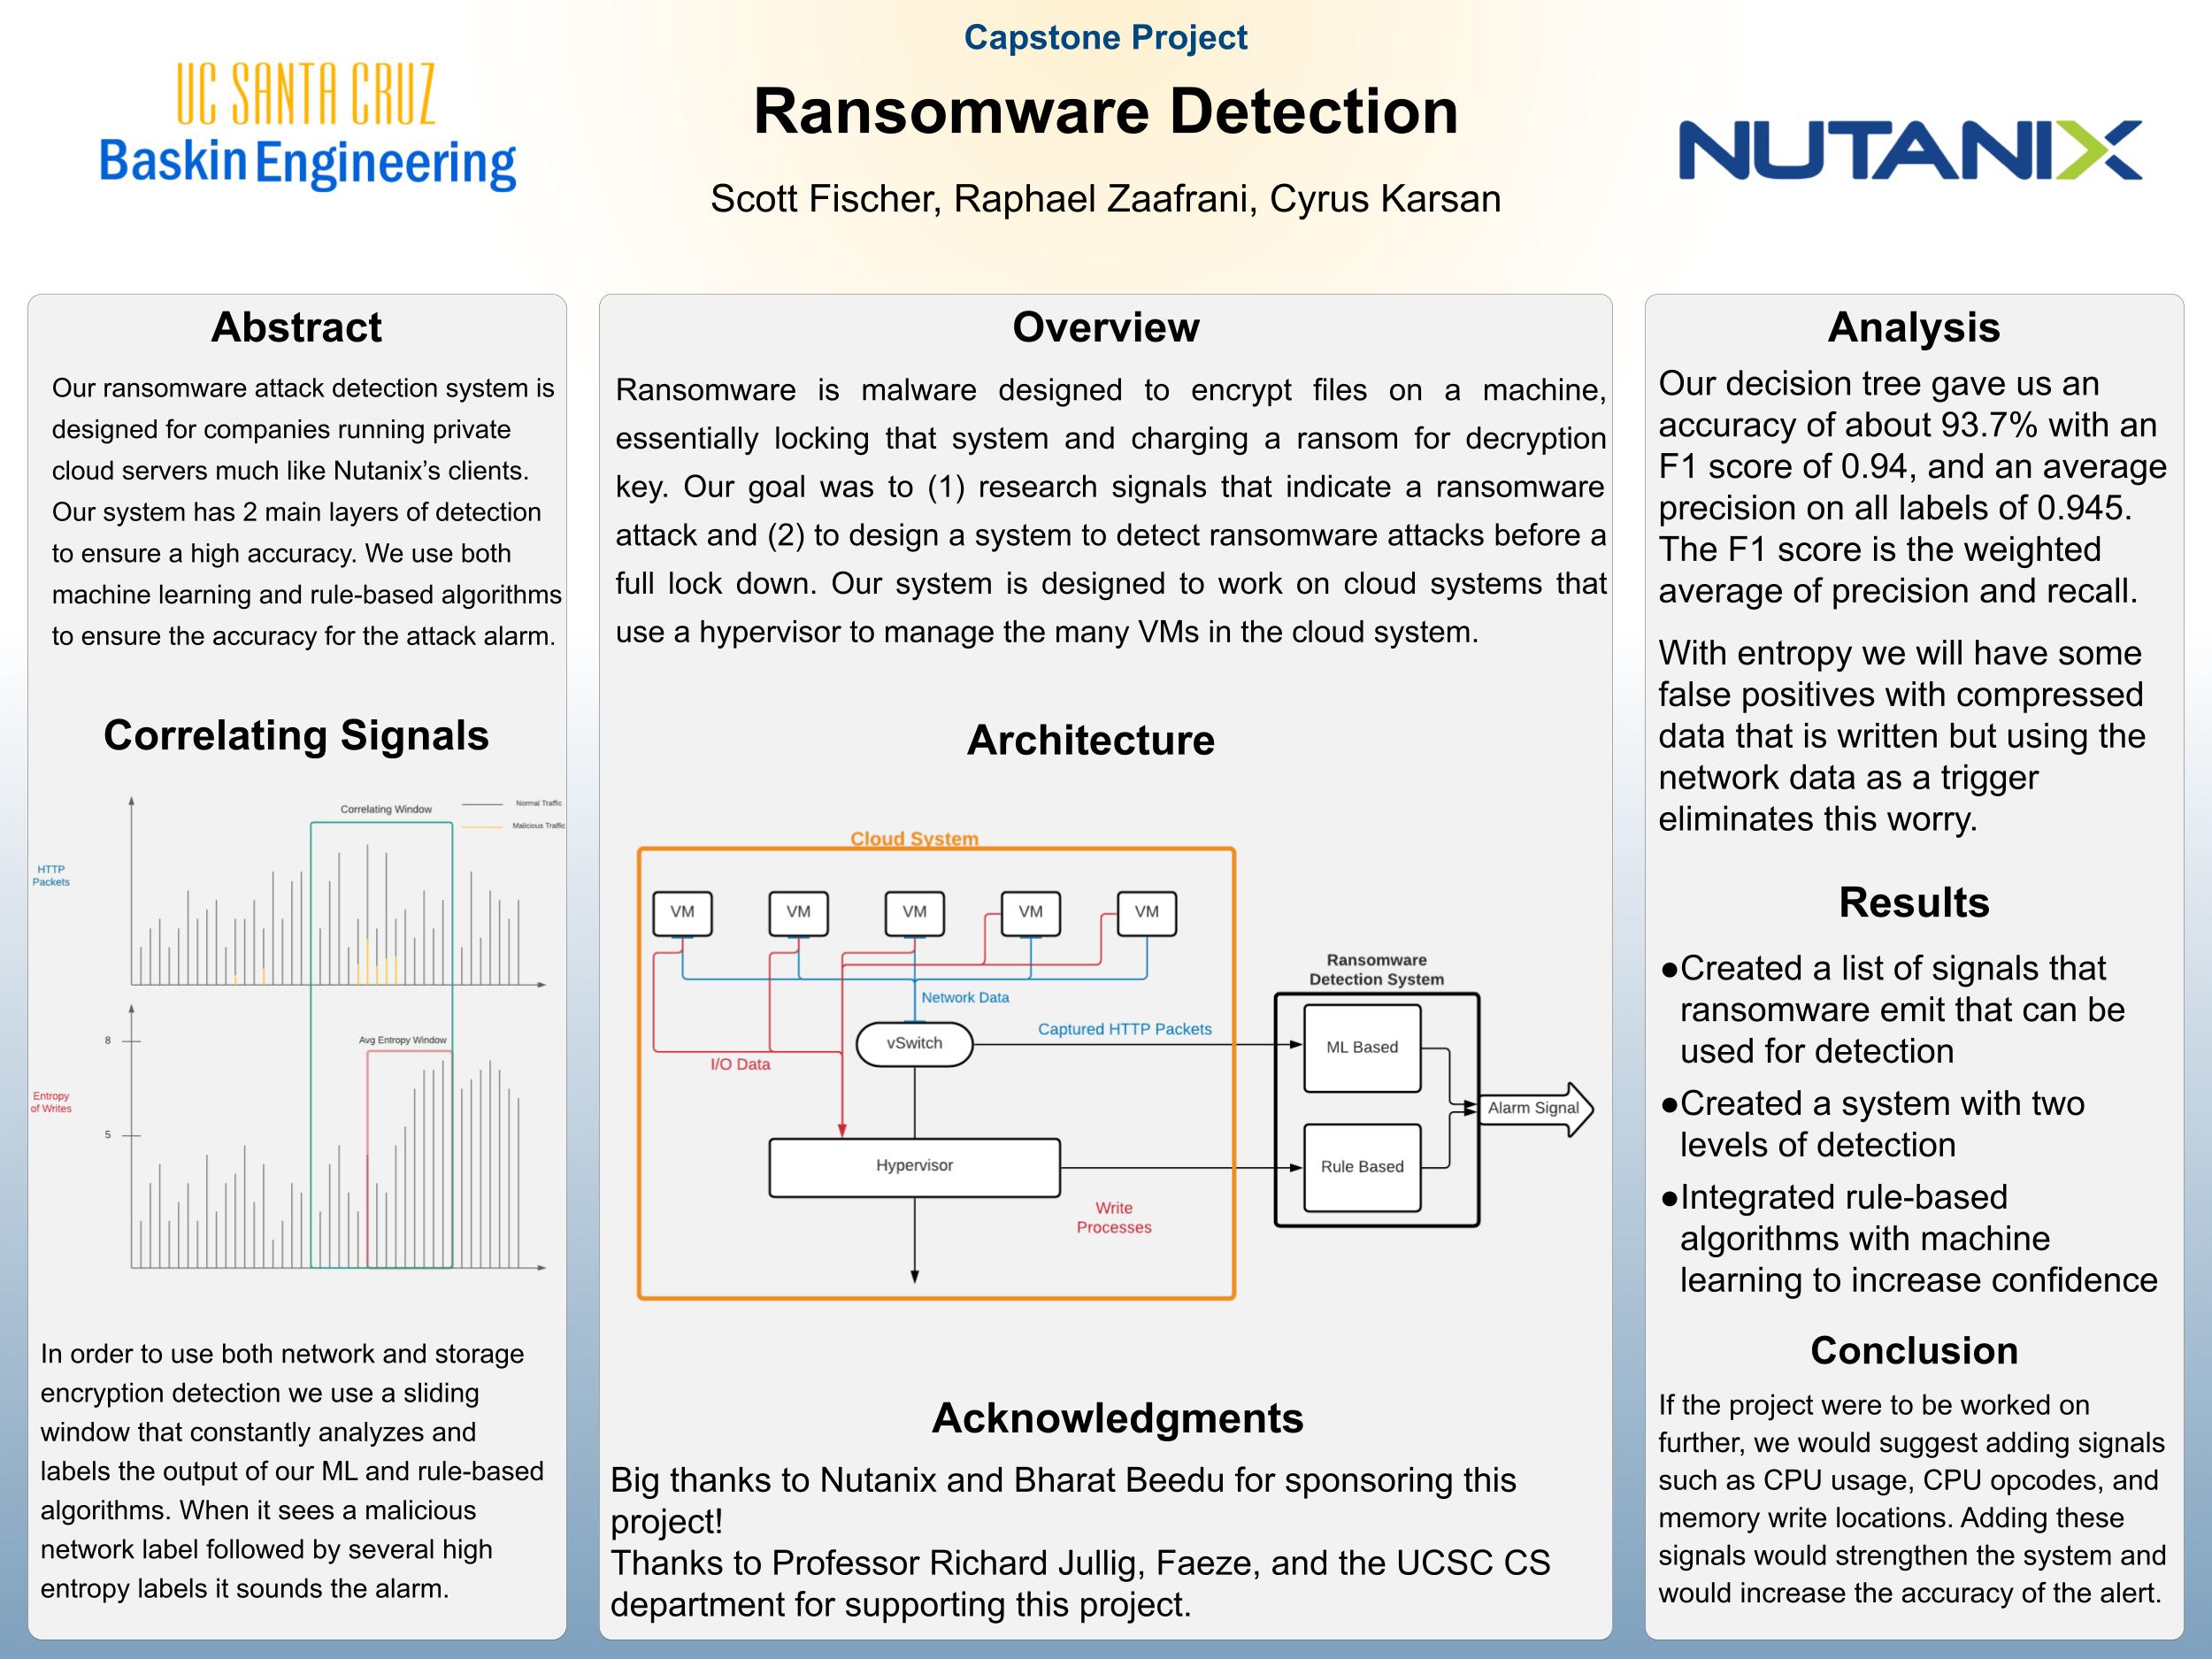 Capstone Project
UC SANTA CRUZ
Baskin Engineering
Ransomware Detection
NUTANIX
Scott Fischer, Raphael Zaafrani, Cyrus Karsan
Abstract
Our ransomware attack detection system is
designed for companies running private
cloud servers much like Nutanix’s clients.
Our system has 2 main layers of detection
to ensure a high accuracy. We use both
machine learning and rule-based algorithms
to ensure the accuracy for the attack alarm.
Correlating Signals
Correlating Window
Normal Traffic
Malicious Traffic
HTTP
Packets
8
Avg Entropy Window
Entropy
of Writes
5
In order to use both network and storage
encryption detection we use a sliding
window that constantly analyzes and
labels the output of our ML and rule-based
algorithms. When it sees a malicious
network label followed by several high
entropy labels it sounds the alarm.
Overview
Ransomware is malware designed to encrypt files on a machine,
essentially locking that system and charging a ransom for decryption
key. Our goal was to (1) research signals that indicate a ransomware
attack and (2) to design a system to detect ransomware attacks before a
full lock down. Our system is designed to work on cloud systems that
use a hypervisor to manage the many VMs in the cloud system.
Architecture
Cloud System
VM
VM
VM
VM
VM
Ransomware
Detection System
Network Data
Captured HTTP Packets
vSwitch
ML Based
I/O Data
Alarm Signal
Hypervisor
Rule Based
Write
Processes
Acknowledgments
Big thanks to Nutanix and Bharat Beedu for sponsoring this
project!
Thanks to Professor Richard Jullig, Faeze, and the UCSC CS
department for supporting this project.
Analysis
Our decision tree gave us an
accuracy of about 93.7% with an
F1 score of 0.94, and an average
precision on all labels of 0.945.
The F1 score is the weighted
average of precision and recall.
With entropy we will have some
false positives with compressed
data that is written but using the
network data as a trigger
eliminates this worry.
Results
●Created a list of signals that
ransomware emit that can be
used for detection
●Created a system with two
levels of detection
●Integrated rule-based
algorithms with machine
learning to increase confidence
Conclusion
If the project were to be worked on
further, we would suggest adding signals
such as CPU usage, CPU opcodes, and
memory write locations. Adding these
signals would strengthen the system and
would increase the accuracy of the alert.